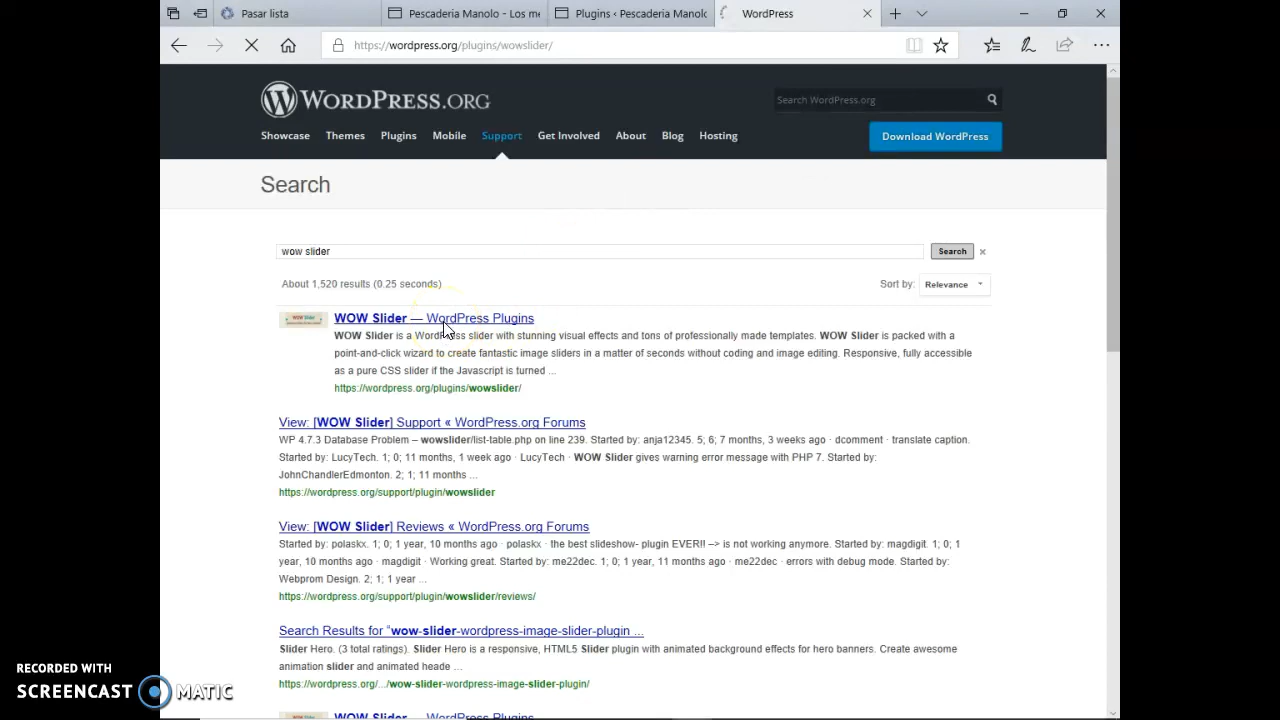 Pasar lista
Pescaderia Manolo - Los me
Plugins ‹ Pescaderia Manolo
WordPress
https://wordpress.org/plugins/wowslider/
WORDPRESS.ORG
Search WordPress.org
Showcase Themes Plugins Mobile Support Get Involved About Blog Hosting
Download WordPress
Search
wow slider
Search
About 1,520 results (0.25 seconds)
Sort by: Relevance
WOW Slider — WordPress Plugins
WOW Slider is a WordPress slider with stunning visual effects and tons of professionally made templates. WOW Slider is packed with a
point-and-click wizard to create fantastic image sliders in a matter of seconds without coding and image editing. Responsive, fully accessible
as a pure CSS slider if the Javascript is turned ...
https://wordpress.org/plugins/wowslider/
View: [WOW Slider] Support « WordPress.org Forums
WP 4.7.3 Database Problem – wowslider/list-table.php on line 239. Started by: anja12345. 5; 6; 7 months, 3 weeks ago · dcomment · translate caption.
Started by: LucyTech. 1; 0; 11 months, 1 week ago · LucyTech · WOW Slider gives warning error message with PHP 7. Started by:
JohnChandlerEdmonton. 2; 1; 11 months ...
https://wordpress.org/support/plugin/wowslider
View: [WOW Slider] Reviews « WordPress.org Forums
Started by: polaskx. 1; 0; 1 year, 10 months ago · polaskx · the best slideshow- plugin EVER!! –> is not working anymore. Started by: magdigit. 1; 0; 1
year, 10 months ago · magdigit · Working great. Started by: me22dec. 1; 0; 1 year, 11 months ago · me22dec · errors with debug mode. Started by:
Webprom Design. 2; 1; 1 year ...
https://wordpress.org/support/plugin/wowslider/reviews/
Search Results for “wow-slider-wordpress-image-slider-plugin ...
Slider Hero. (3 total ratings). Slider Hero is a responsive, HTML5 Slider plugin with animated background effects for hero banners. Create awesome
animation slider and animated heade ...
https://wordpress.org/.../wow-slider-wordpress-image-slider-plugin/
WOW Slider — WordPress Plugins
RECORDED WITH
SCREENCAST MATIC